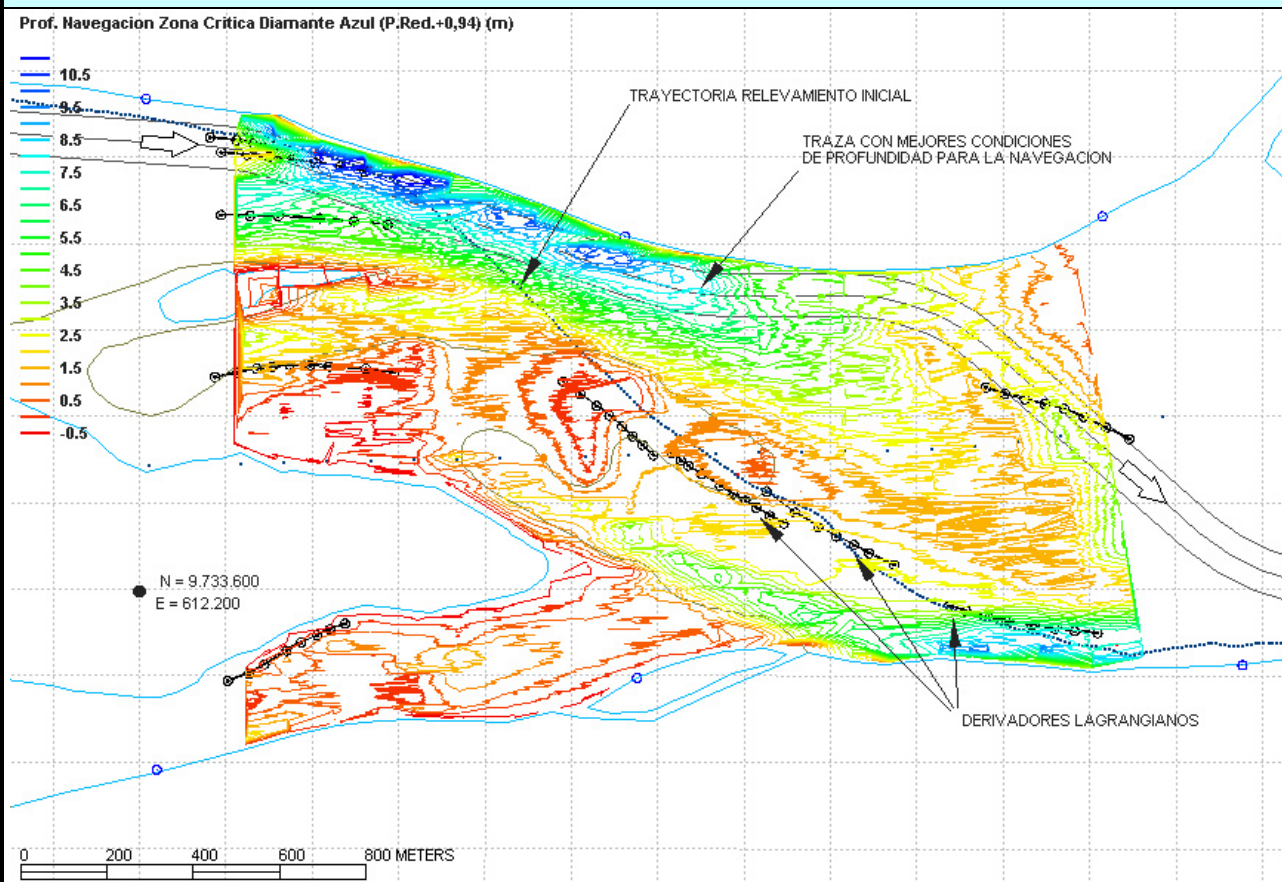 Prof. Navegacion Zona Critica Diamante Azul (P.Red.+0,94) (m)
10.5
9.5
8.5
7.5
6.5
5.5
4.5
3.5
2.5
1.5
0.5
-0.5
TRAYECTORIA RELEVAMIENTO INICIAL
TRAZA CON MEJORES CONDICIONES
DE PROFUNDIDAD PARA LA NAVEGACION
N = 9.733.600
E = 612.200
DERIVADORES LAGRANGIANOS
0 200 400 600 800 METERS